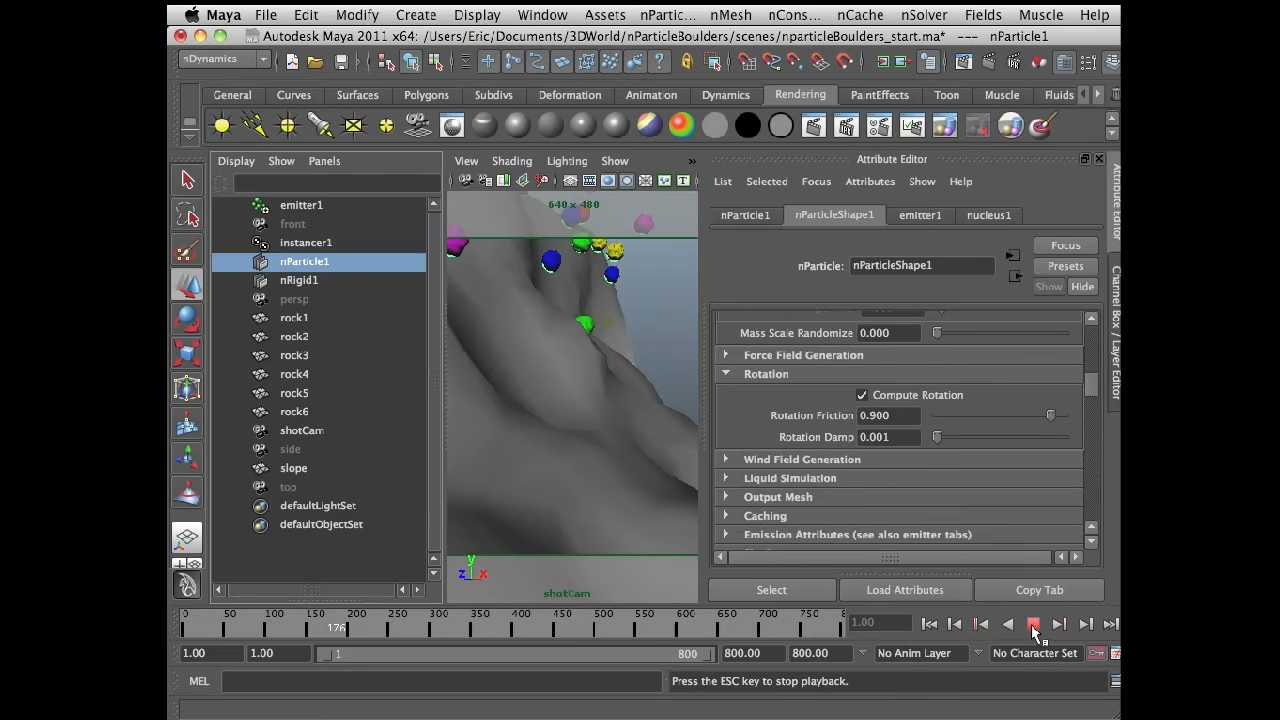 Maya File Edit Modify Create Display Window Assets nPartic... nMesh nCons... nCache nSolver Fields Muscle Help
Autodesk Maya 2011 x64: /Users/Eric/Documents/3DWorld/nParticleBoulders/scenes/nparticleBoulders_start.ma* --- nParticle1
nDynamics
General Curves Surfaces Polygons Subdivs Deformation Animation Dynamics Rendering PaintEffects Toon Muscle Fluids
Attribute Editor
Display Show Panels
View Shading Lighting Show »
List Selected Focus Attributes Show Help
640 x 480
emitter1
front
instancer1
nParticle1
nRigid1
persp
rock1
rock2
rock3
rock4
rock5
rock6
shotCam
side
slope
top
defaultLightSet
defaultObjectSet
y
z x
shotCam
nParticle1 nParticleShape1 emitter1 nucleus1
Focus
nParticle: nParticleShape1 Presets
Show Hide
Mass Scale Randomize 0.000
Force Field Generation
Rotation
Compute Rotation
Rotation Friction 0.900
Rotation Damp 0.001
Wind Field Generation
Liquid Simulation
Output Mesh
Caching
Emission Attributes (see also emitter tabs)
Select Load Attributes Copy Tab
Attribute Editor
Channel Box / Layer Editor
0 50 100 150 200 250 300 350 400 450 500 550 600 650 700 750 8
176
1.00
1.00 1.00 1 800 800.00 800.00 No Anim Layer No Character Set
MEL Press the ESC key to stop playback.